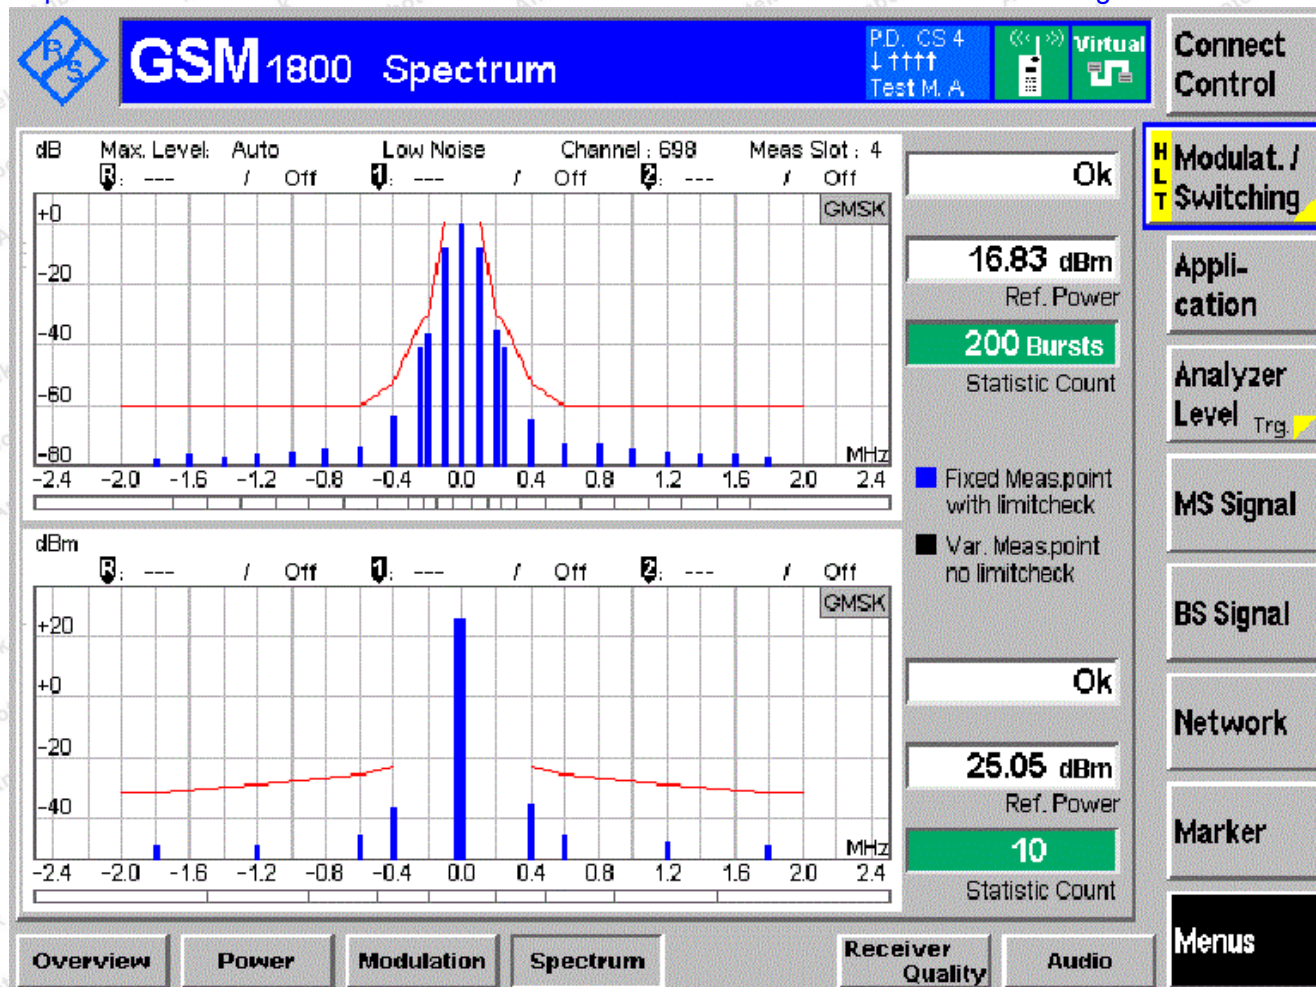 GSM 1800 Spectrum
P.D. CS 4
Test M. A
Virtual
R/S
Connect
Control
dB Max. Level: Auto Low Noise Channel : 698 Meas Slot : 4
R: --- / Off 1: --- / Off 2: --- / Off
GMSK
+0
-20
-40
-60
-80
MHz
-2.4 -2.0 -1.6 -1.2 -0.8 -0.4 0.0 0.4 0.8 1.2 1.6 2.0 2.4
Ok
16.83 dBm
Ref. Power
200 Bursts
Statistic Count
Fixed Meas.point
with limitcheck
Var. Meas.point
no limitcheck
dBm
R: --- / Off 1: --- / Off 2: --- / Off
GMSK
+20
+0
-20
-40
MHz
-2.4 -2.0 -1.6 -1.2 -0.8 -0.4 0.0 0.4 0.8 1.2 1.6 2.0 2.4
Ok
25.05 dBm
Ref. Power
10
Statistic Count
HLT
Modulat. /
Switching
Appli-
cation
Analyzer
Level Trg.
MS Signal
BS Signal
Network
Marker
Menus
Overview
Power
Modulation
Spectrum
Receiver
Quality
Audio